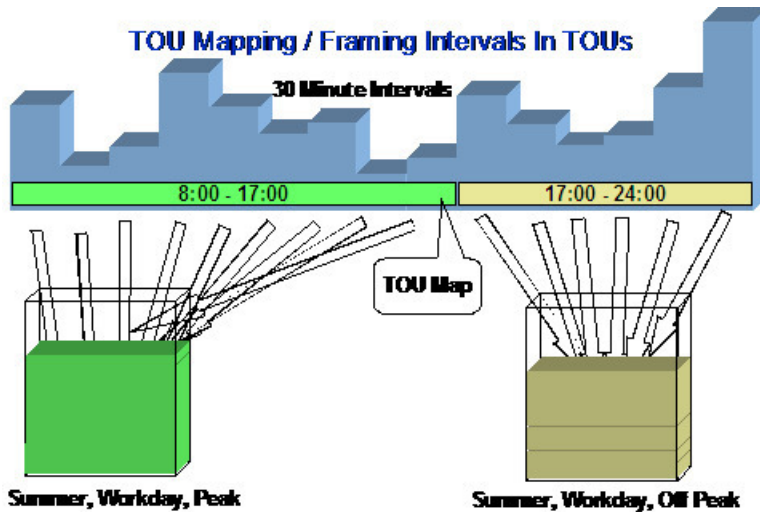 TOU Mapping / Framing Intervals In TOUs
30 Minute Intervals
8:00 - 17:00
17:00 - 24:00
TOU Map
Summer, Workday, Peak
Summer, Workday, Off Peak